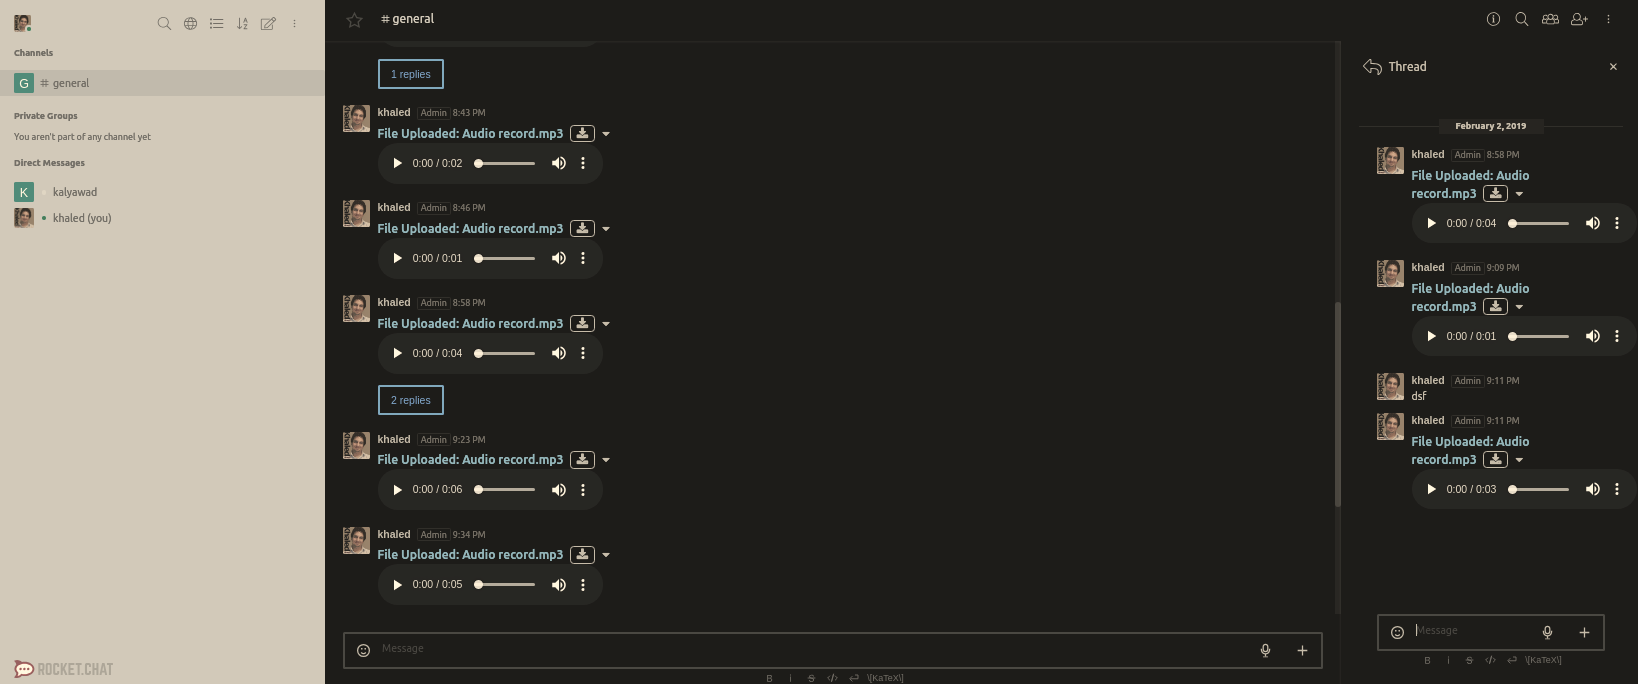 Channels
G # general
Private Groups
You aren't part of any channel yet
Direct Messages
K kalyawad
khaled (you)
ROCKET.CHAT
# general
1 replies
khaled Admin 8:43 PM
File Uploaded: Audio record.mp3
0:00 / 0:02
khaled Admin 8:46 PM
File Uploaded: Audio record.mp3
0:00 / 0:01
khaled Admin 8:58 PM
File Uploaded: Audio record.mp3
0:00 / 0:04
2 replies
khaled Admin 9:23 PM
File Uploaded: Audio record.mp3
0:00 / 0:06
khaled Admin 9:34 PM
File Uploaded: Audio record.mp3
0:00 / 0:05
Message
B i S </> \[KaTeX\]
Thread
February 2, 2019
khaled Admin 8:58 PM
File Uploaded: Audio
record.mp3
0:00 / 0:04
khaled Admin 9:09 PM
File Uploaded: Audio
record.mp3
0:00 / 0:01
khaled Admin 9:11 PM
dsf
khaled Admin 9:11 PM
File Uploaded: Audio
record.mp3
0:00 / 0:03
Message
B i S </> \[KaTeX\]